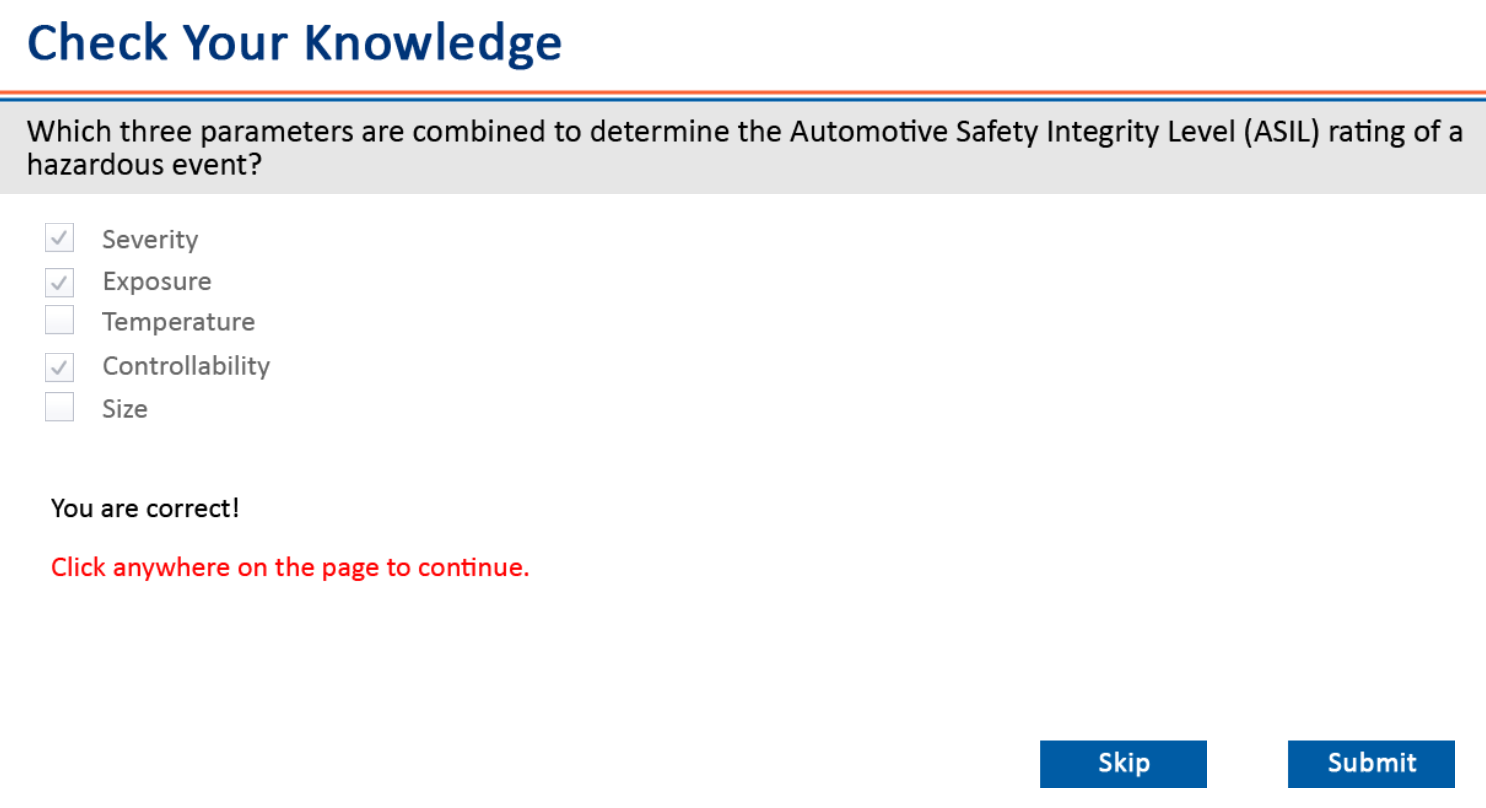 Check Your Knowledge
Which three parameters are combined to determine the Automotive Safety Integrity Level (ASIL) rating of a
hazardous event?
Severity
Exposure
Temperature
Controllability
Size
You are correct!
Click anywhere on the page to continue.
Skip
Submit